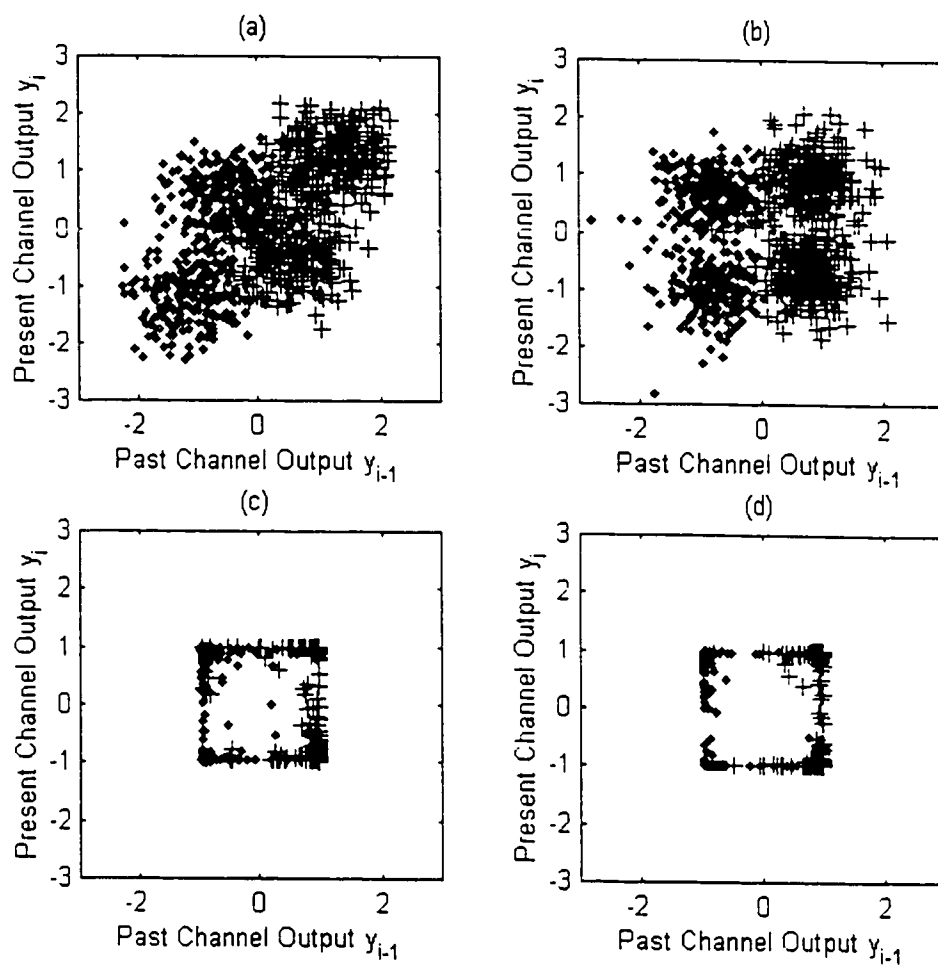 (a)
3
2
1
0
-1
-2
-3
Present Channel Output y_i
-2 0 2
Past Channel Output y_{i-1}
(b)
3
2
1
0
-1
-2
-3
Present Channel Output y_i
-2 0 2
Past Channel Output y_{i-1}
(c)
3
2
1
0
-1
2
-3
Present Channel Output y_i
-2 0 2
Past Channel Output y_{i-1}
(d)
3
2
1
0
-1
-2
-3
Present Channel Output y_i
-2 0 2
Past Channel Output y_{i-1}